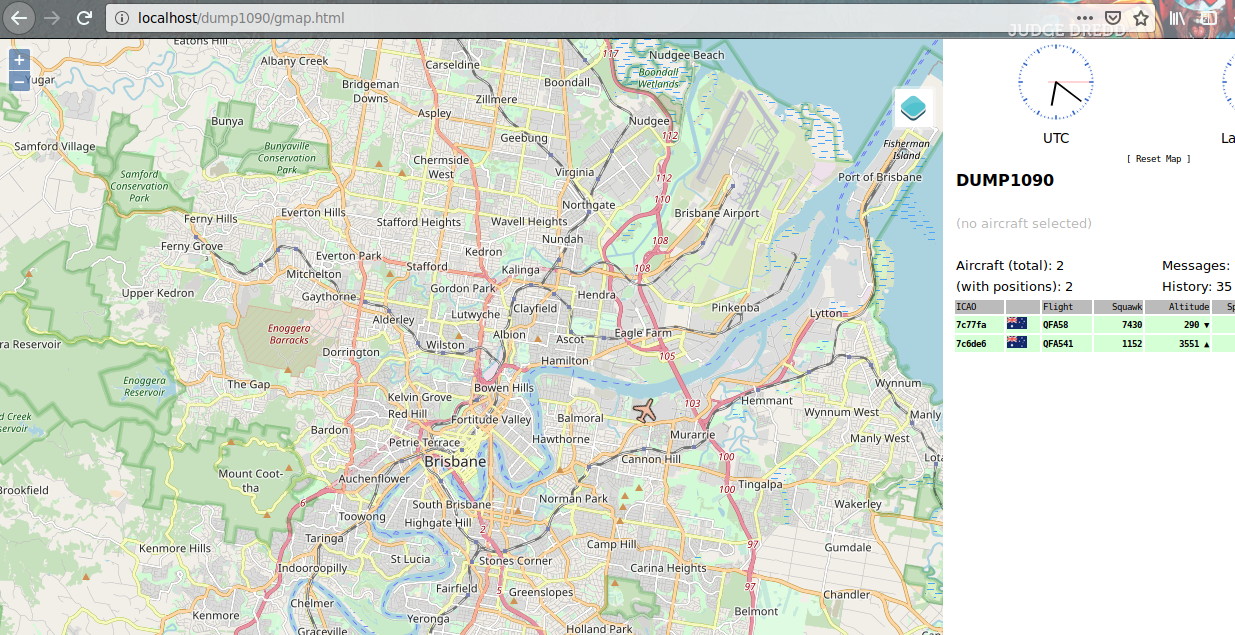 localhost/dump1090/gmap.html
JUDGE DREDD
+
−
Eatons Hill
Albany Creek
Carseldine
117
Nudgee Beach
Boondall
Wetlands
Yugar
Bridgeman
Downs
Boondall
Zillmere
Aspley
Bunya
Nudgee
Geebung
112
Samford Village
Bunyaville
Conservation
Park
Chermside
West
Virginia
Fisherman
Island
Samford
Conservation
Park
112
Port of Brisbane
110
Ferny Hills
Everton Hills
Stafford Heights
Wavell Heights
Northgate
Brisbane Airport
Ferny Grove
Nundah
108
Everton Park
Kedron
Stafford
Kalinga
108
Mitchelton
Upper Kedron
Gaythorne
Gordon Park
Hendra
Lutwyche
Clayfield
Pinkenba
Lytton
Alderley
Enoggera
Barracks
Albion
Ascot
Eagle Farm
ra Reservoir
Wilston
Dorrington
105
Hamilton
Enoggera
Reservoir
The Gap
Bowen Hills
Wynnum
Kelvin Grove
103
Hemmant
d Creek
servoir
Red Hill
Fortitude Valley
Balmoral
Wynnum West
Manly
Bardon
Petrie Terrace
Hawthorne
Murarrie
Manly West
Brisbane
Cannon Hill
100
Lota
Mount Coot-
tha
Auchenflower
Tingalpa
Brookfield
100
Norman Park
6
South Brisbane
Wakerley
Toowong
Highgate Hill
2
Taringa
Camp Hill
97
Kenmore Hills
Gumdale
St Lucia
Stones Corner
Indooroopilly
Carina Heights
Fairfield
5
Greenslopes
97
Chandler
Chelmer
Kenmore
Yeronga
Belmont
Graceville
Holland Park
Cap
UTC
La
[ Reset Map ]
DUMP1090
(no aircraft selected)
Aircraft (total): 2 Messages:
(with positions): 2 History: 35
ICAO Flight Squawk Altitude Sp
7c77fa QFA58 7430 290 ▼
7c6de6 QFA541 1152 3551 ▲